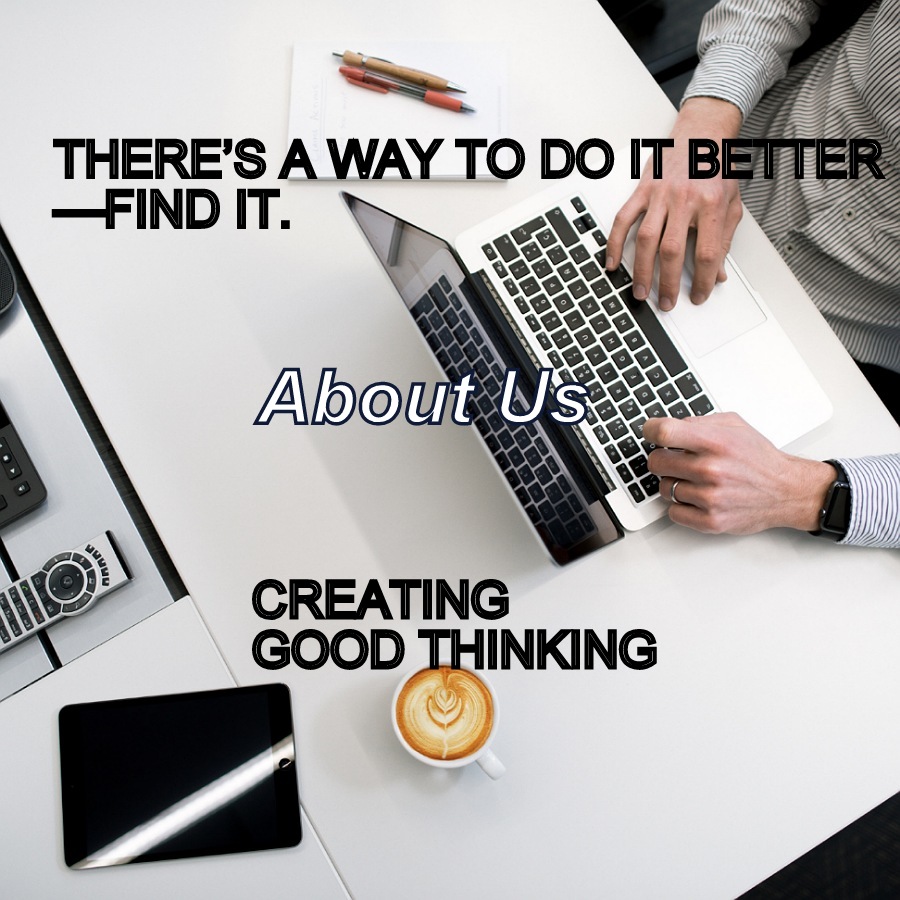 THERE’S A WAY TO DO IT BETTER
—FIND IT.
About Us
CREATING
GOOD THINKING